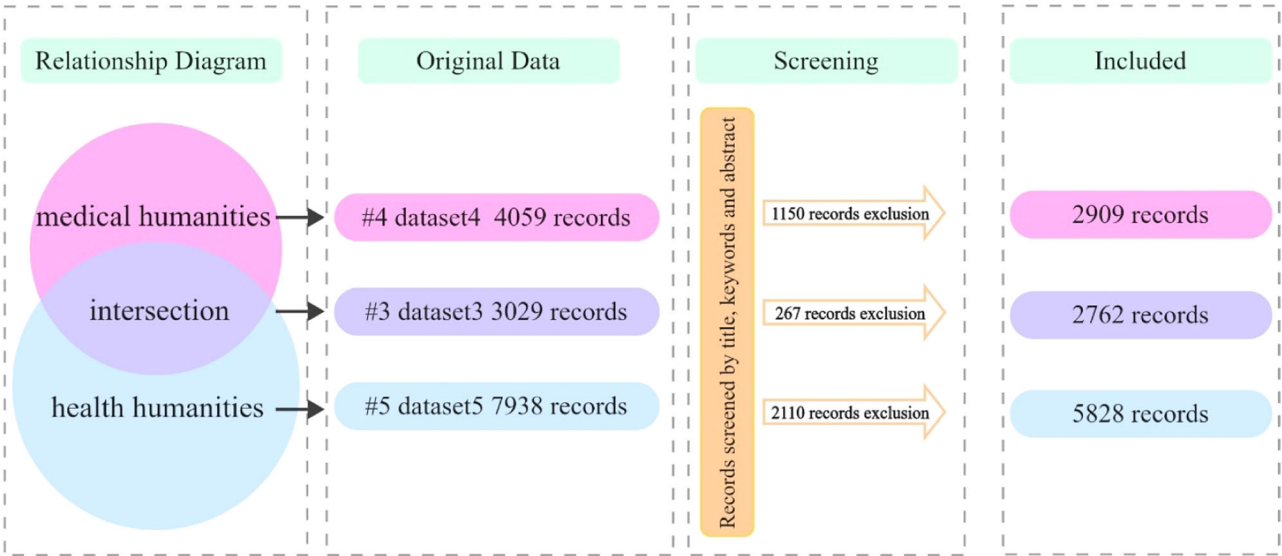 Relationship Diagram
Original Data
Screening
Included
medical humanities
#4 dataset4 4059 records
1150 records exclusion
2909 records
intersection
#3 dataset3 3029 records
267 records exclusion
2762 records
health humanities
#5 dataset5 7938 records
2110 records exclusion
5828 records
Records screened by title, keywords and abstract